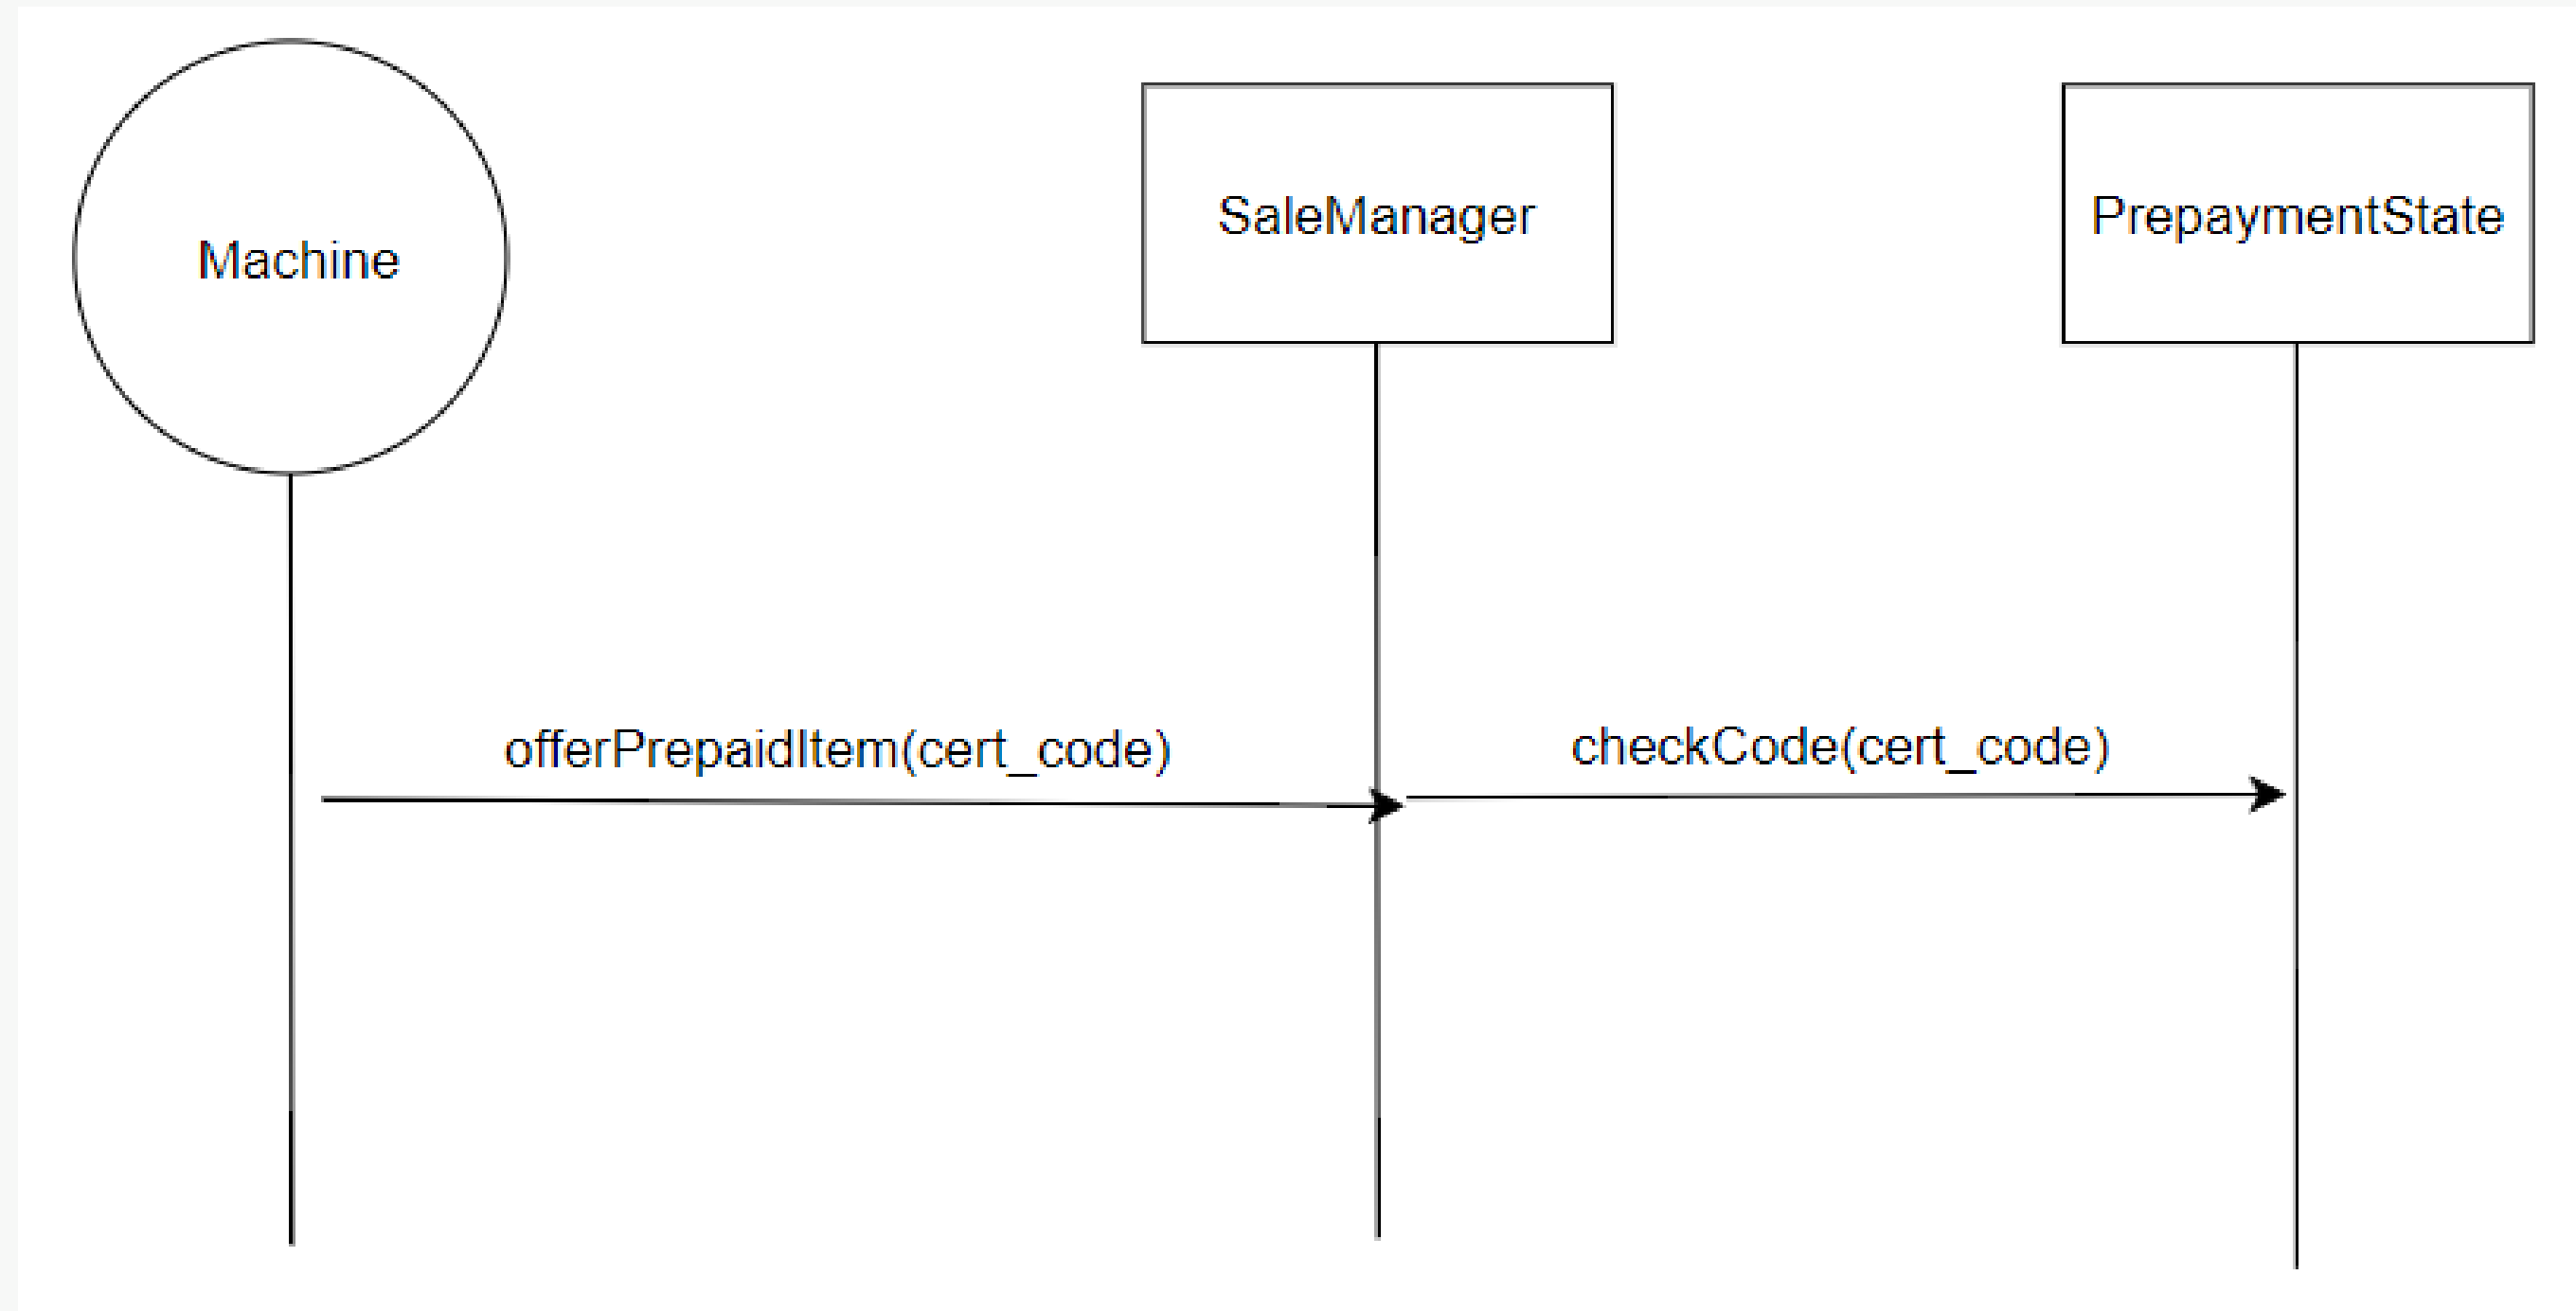 Machine
SaleManager
PrepaymentState
offerPrepaidItem(cert_code)
checkCode(cert_code)